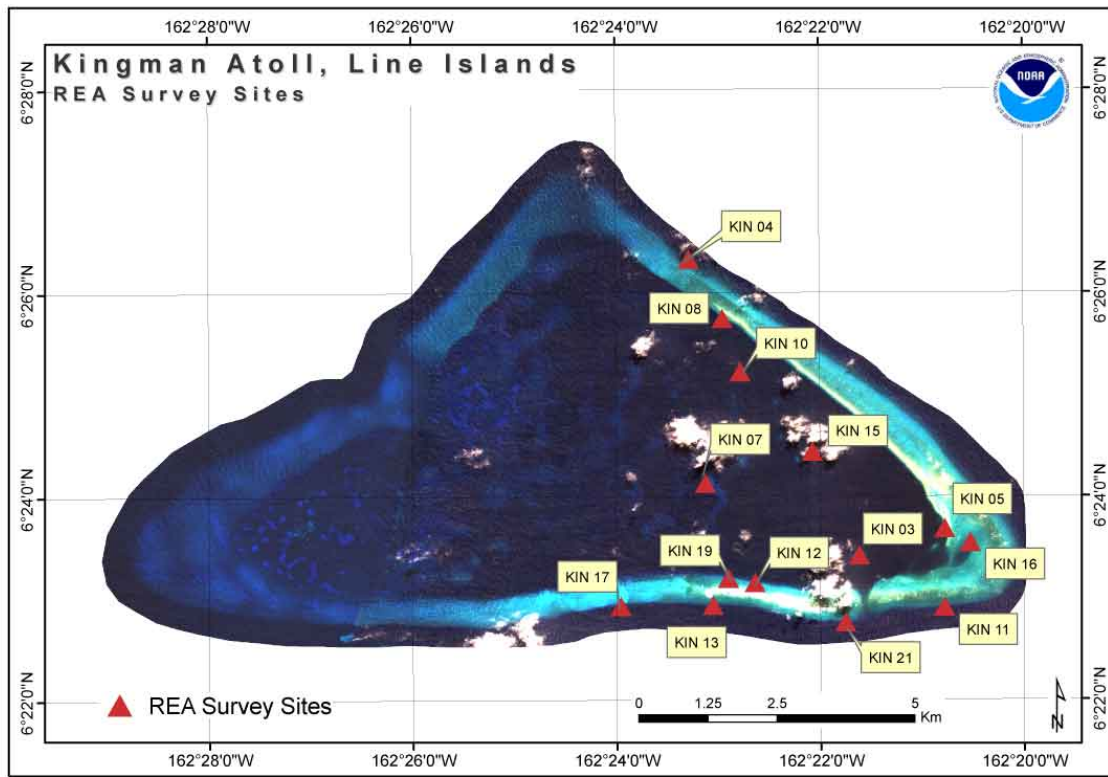 162°28'0"W 162°26'0"W 162°24'0"W 162°22'0"W 162°20'0"W
Kingman Atoll, Line Islands
REA Survey Sites
NOAA
6°28'0"N 6°28'0"N
KIN 04
6°26'0"N 6°26'0"N
KIN 08
KIN 10
KIN 15
KIN 07
6°24'0"N 6°24'0"N
KIN 05
KIN 03
KIN 19 KIN 12
KIN 16
KIN 17
KIN 13 KIN 11
KIN 21
6°22'0"N 6°22'0"N
REA Survey Sites
0 1.25 2.5 5
Km
N
162°28'0"W 162°26'0"W 162°24'0"W 162°22'0"W 162°20'0"W